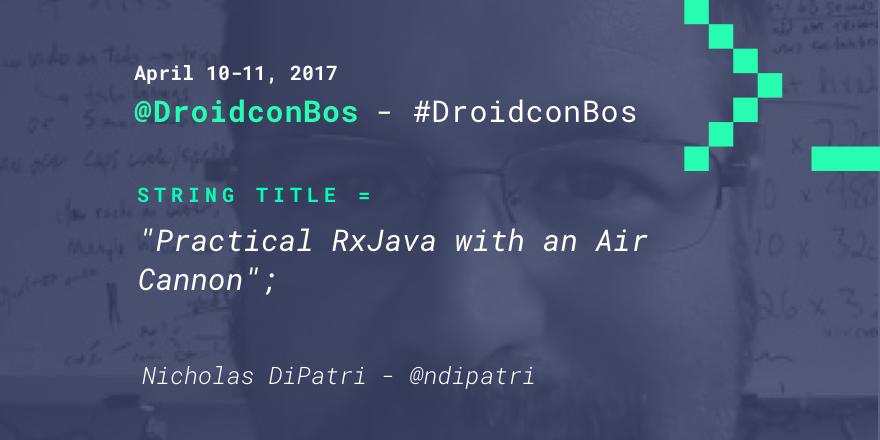 April 10-11, 2017
@DroidconBos - #DroidconBos
STRING TITLE =
"Practical RxJava with an Air
Cannon";
Nicholas DiPatri - @ndipatri